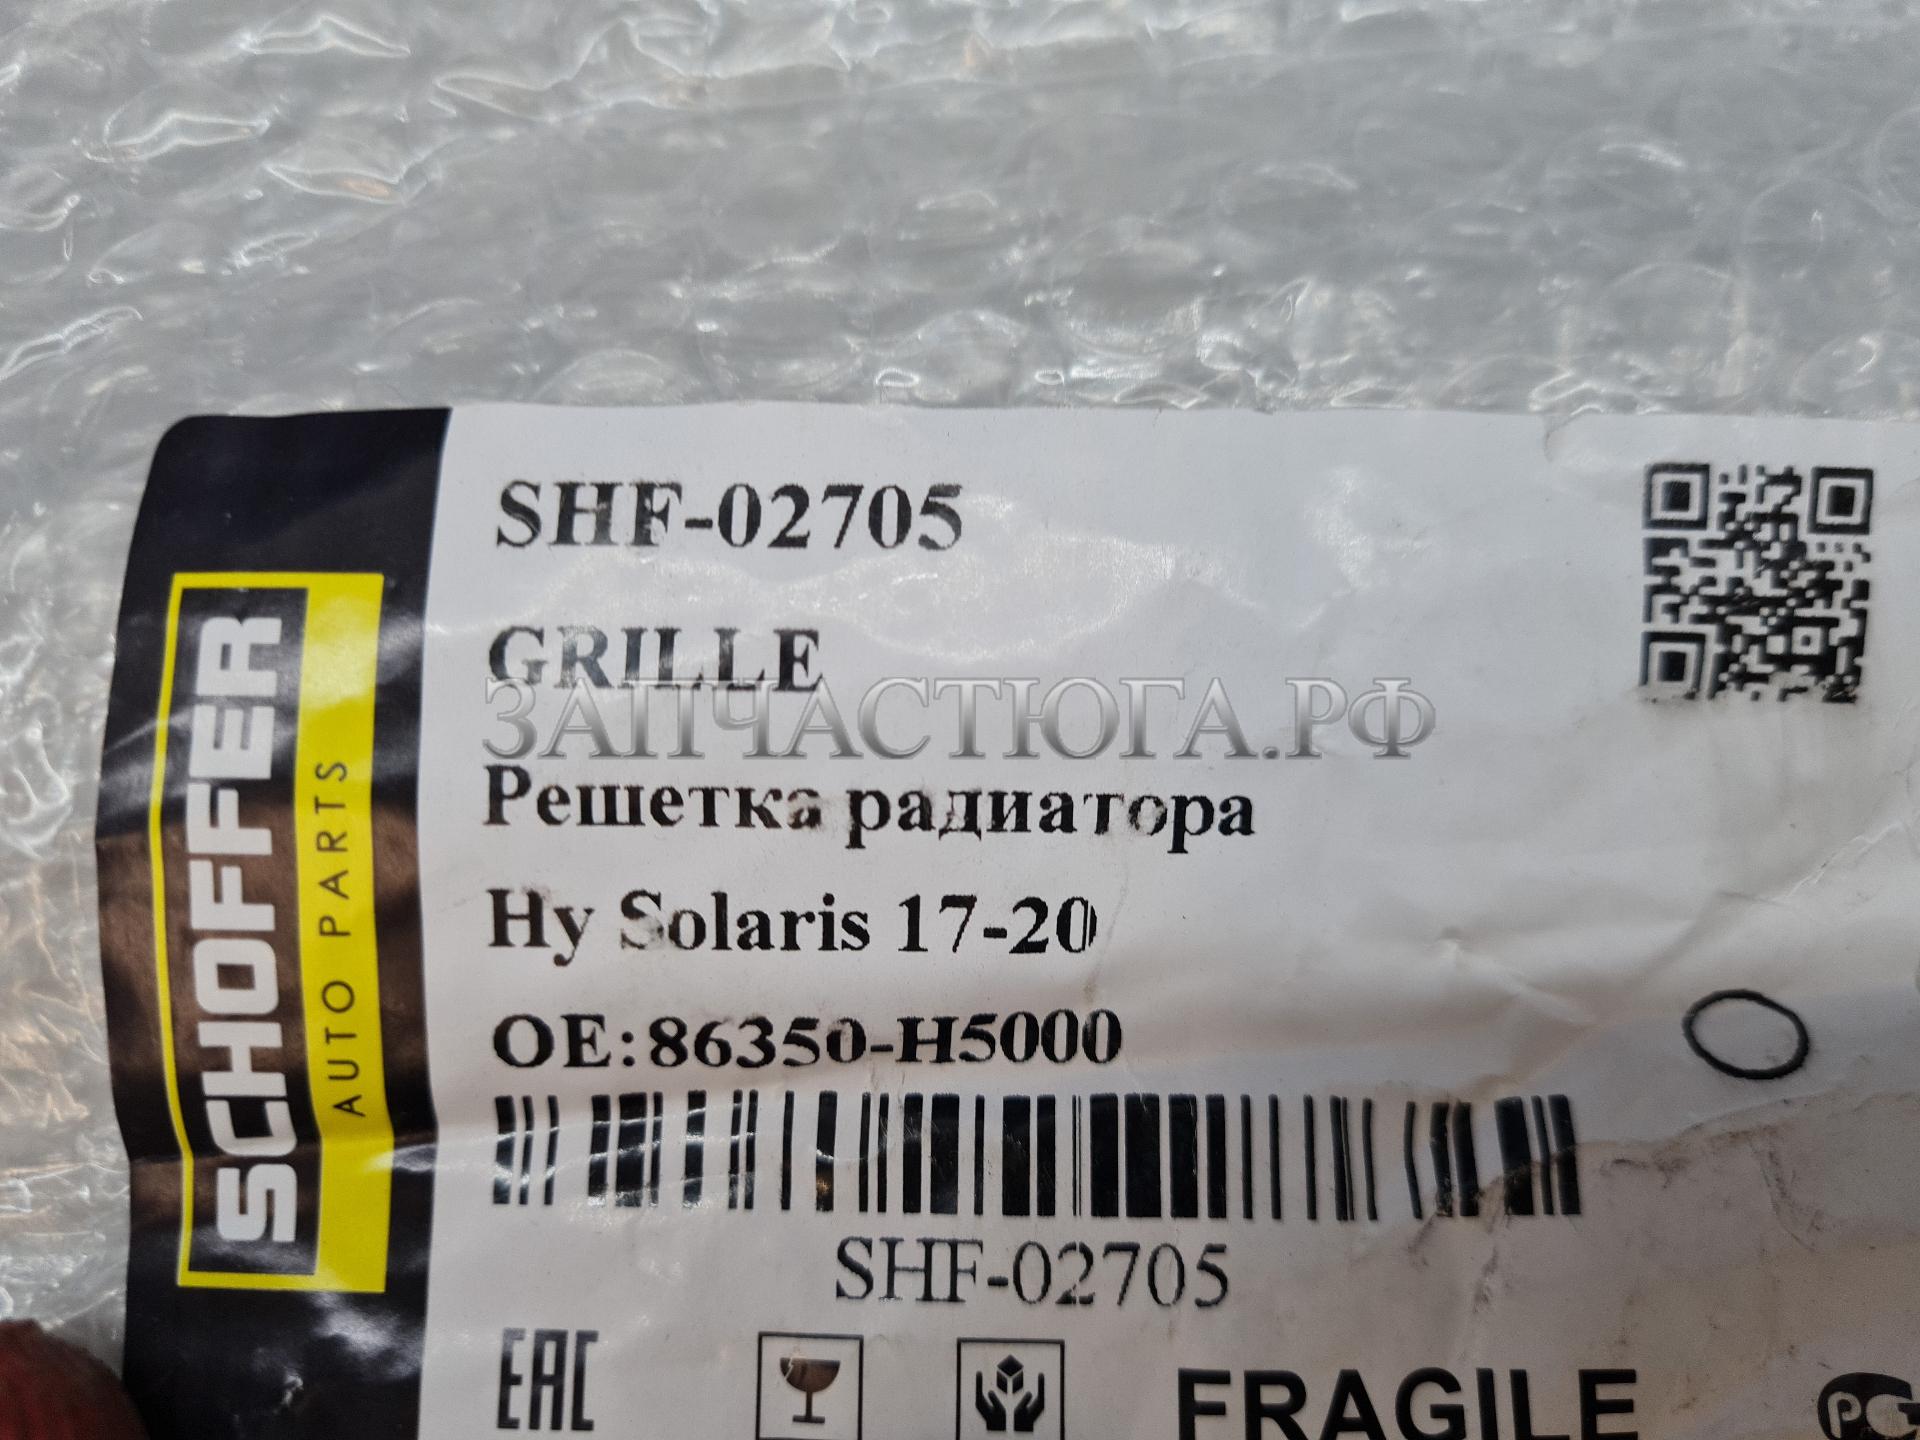 SCHOFFER
AUTO PARTS
SHF-02705
GRILLE
ЗАПЧАСТЮГА.РФ
Решетка радиатора
Hy Solaris 17-20
OE:86350-H5000
SHF-02705
EAC
FRAGILE
РС